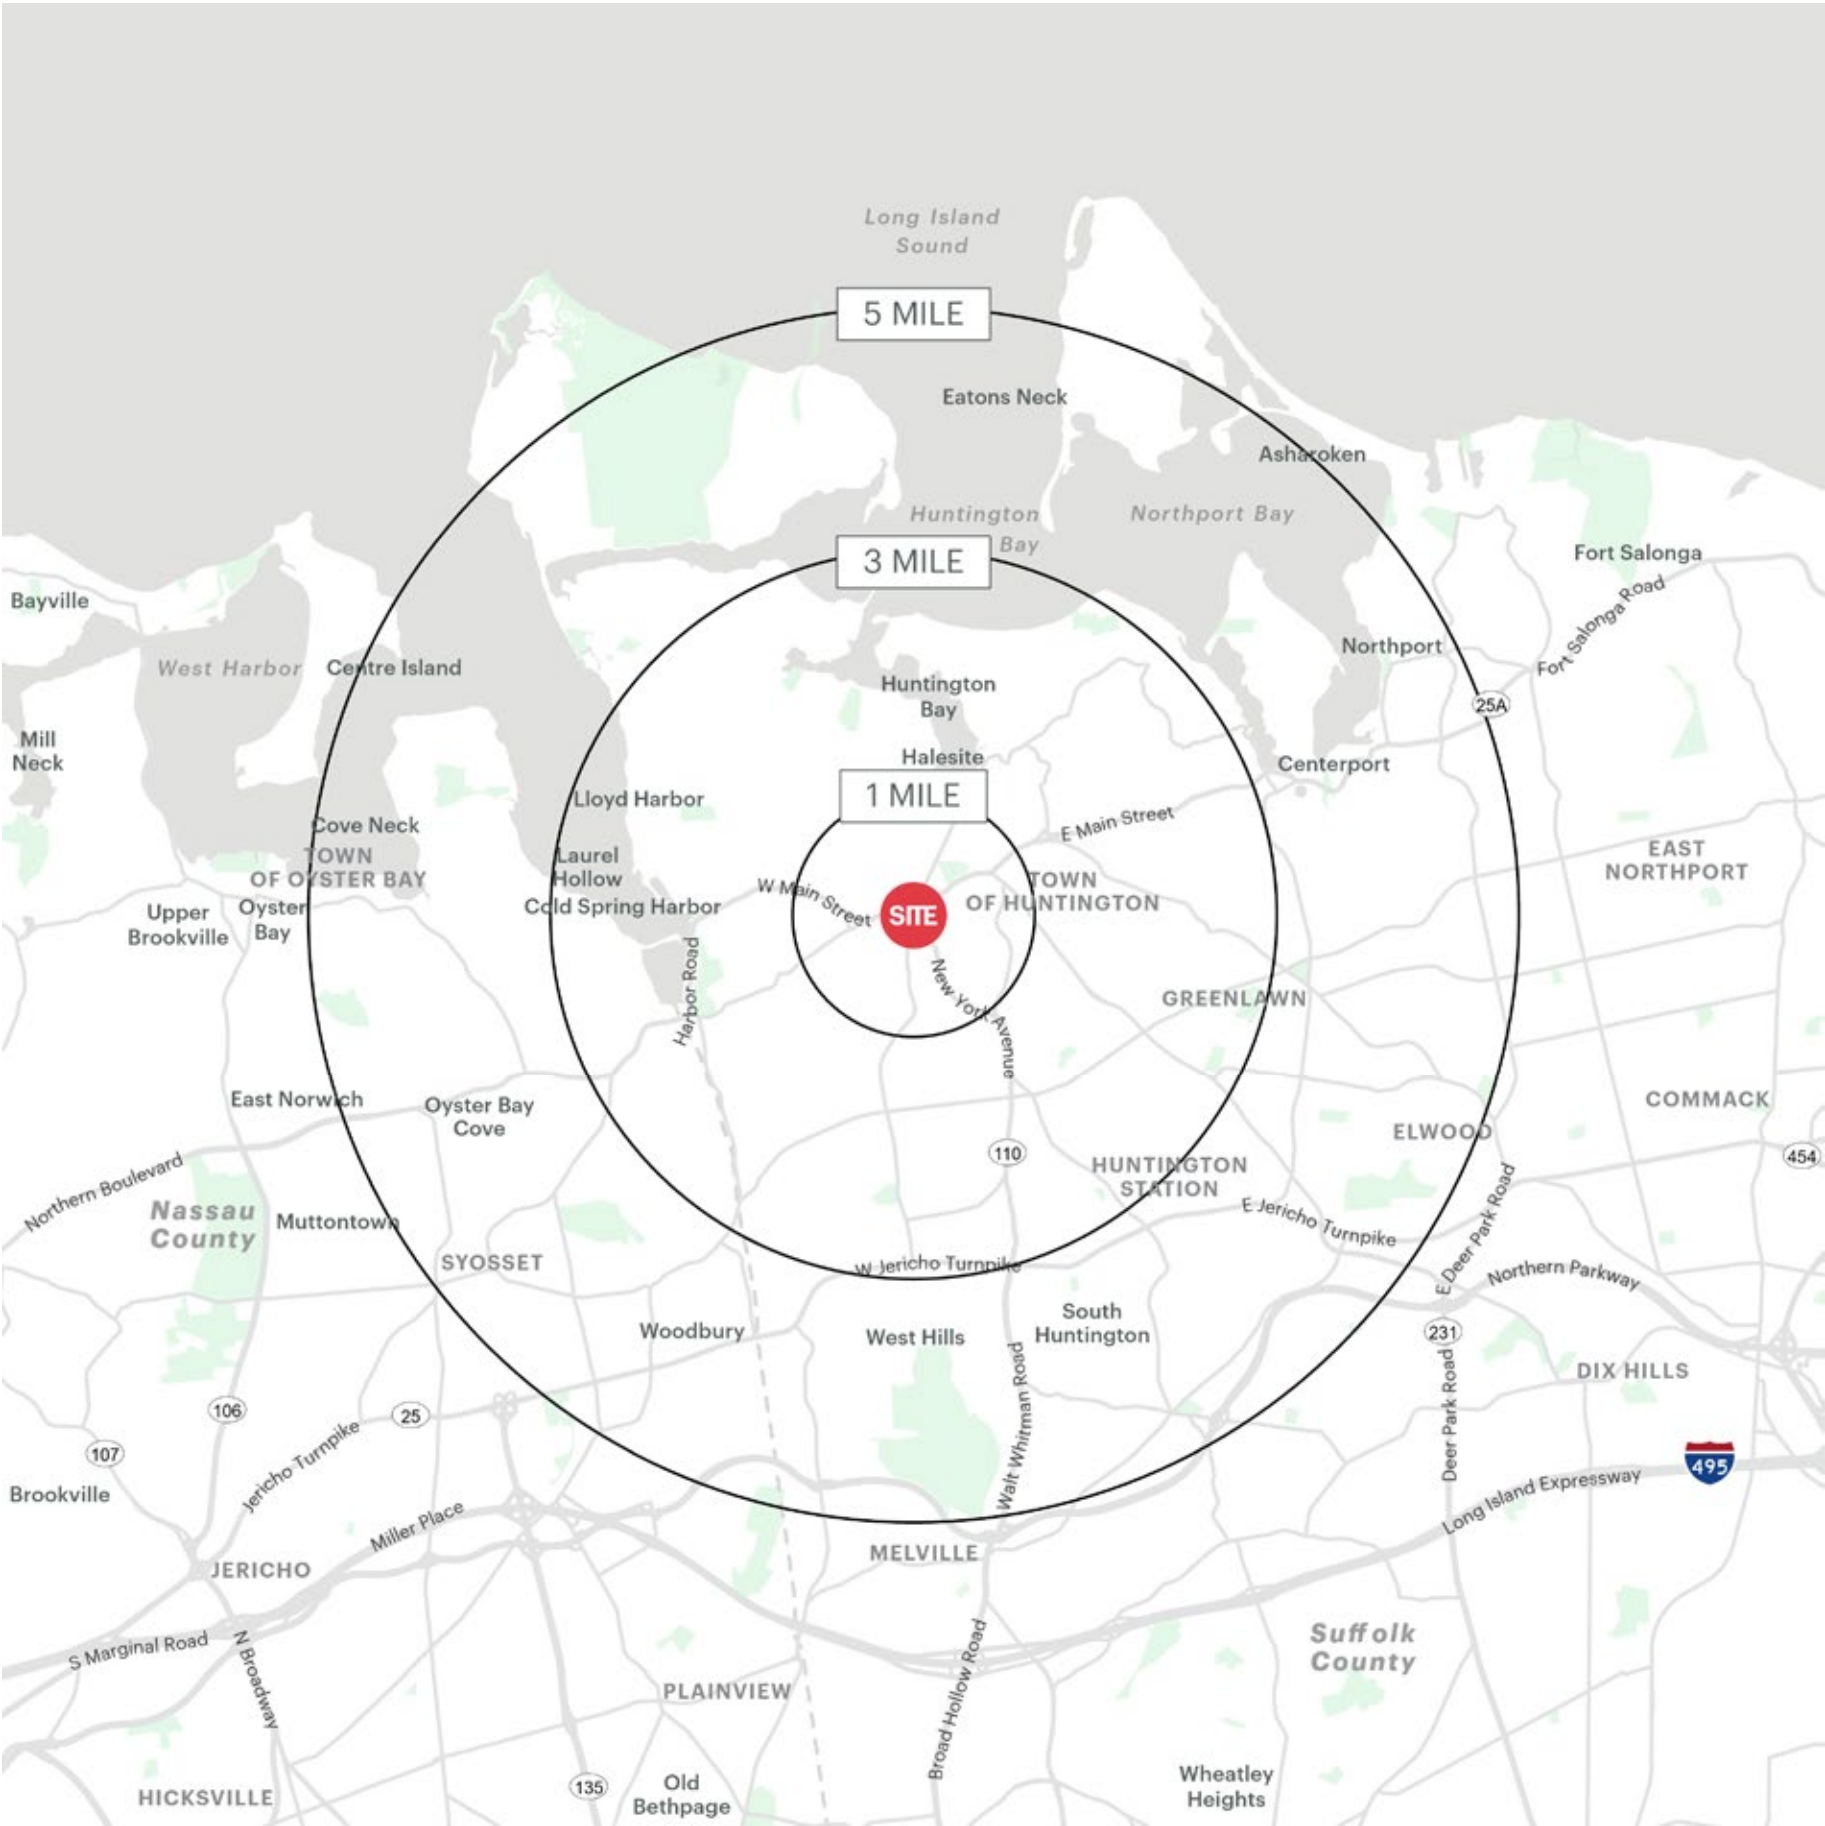 Long Island
Sound
5 MILE
Eatons Neck
Asharoken
Huntington
Bay
Northport Bay
3 MILE
Fort Salonga
Fort Salonga Road
Bayville
West Harbor
Centre Island
Northport
Huntington
Bay
25A
Mill
Neck
Halesite
Centerport
1 MILE
Lloyd Harbor
E Main Street
Cove Neck
TOWN
OF OYSTER BAY
Laurel
Hollow
EAST
NORTHPORT
W Main Street
SITE
TOWN
OF HUNTINGTON
Cold Spring Harbor
Upper
Brookville
Oyster
Bay
Harbor Road
New York Avenue
GREENLAWN
East Norwich
Oyster Bay
Cove
COMMACK
ELWOOD
110
454
HUNTINGTON
STATION
Northern Boulevard
Nassau
County
Muttontown
E Jericho Turnpike
E Deer Park Road
SYOSSET
W Jericho Turnpike
Northern Parkway
Woodbury
West Hills
South
Huntington
231
DIX HILLS
Walt Whitman Road
Deer Park Road
106
25
107
Jericho Turnpike
495
Brookville
Long Island Expressway
Miller Place
MELVILLE
JERICHO
S Marginal Road
N Broadway
Broad Hollow Road
Suffolk
County
PLAINVIEW
HICKSVILLE
135
Old
Bethpage
Wheatley
Heights